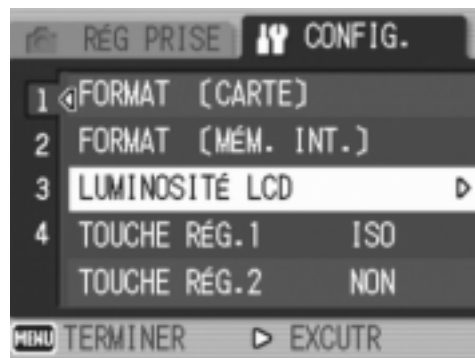 RÉG PRISE CONFIG.
1 FORMAT [CARTE]
2 FORMAT [MÉM. INT.]
3 LUMINOSITÉ LCD
4 TOUCHE RÉG.1 ISO
TOUCHE RÉG.2 NON
MENU TERMINER EXCUTR